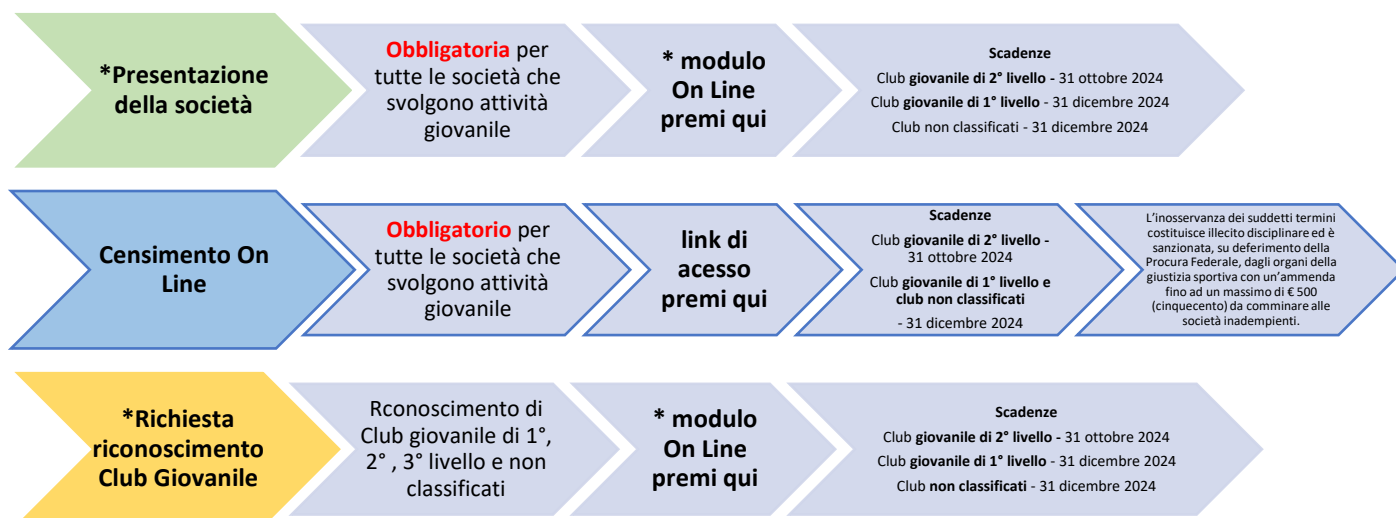 *Presentazione
della società
Obbligatoria per
tutte le società che
svolgono attività
giovanile
* modulo
On Line
premi qui
Scadenze
Club giovanile di 2° livello - 31 ottobre 2024
Club giovanile di 1° livello - 31 dicembre 2024
Club non classificati - 31 dicembre 2024
Censimento On
Line
Obbligatorio per
tutte le società che
svolgono attività
giovanile
link di
acesso
premi qui
Scadenze
Club giovanile di 2° livello -
31 ottobre 2024
Club giovanile di 1° livello e
club non classificati
- 31 dicembre 2024
L'inosservanza dei suddetti termini
costituisce illecito disciplinare ed è
sanzionata, su deferimento della
Procura Federale, dagli organi della
giustizia sportiva con un'ammenda
fino ad un massimo di € 500
(cinquecento) da comminare alle
società inadempienti.
*Richiesta
riconoscimento
Club Giovanile
Rconoscimento di
Club giovanile di 1°,
2° , 3° livello e non
classificati
* modulo
On Line
premi qui
Scadenze
Club giovanile di 2° livello - 31 ottobre 2024
Club giovanile di 1° livello - 31 dicembre 2024
Club non classificati - 31 dicembre 2024